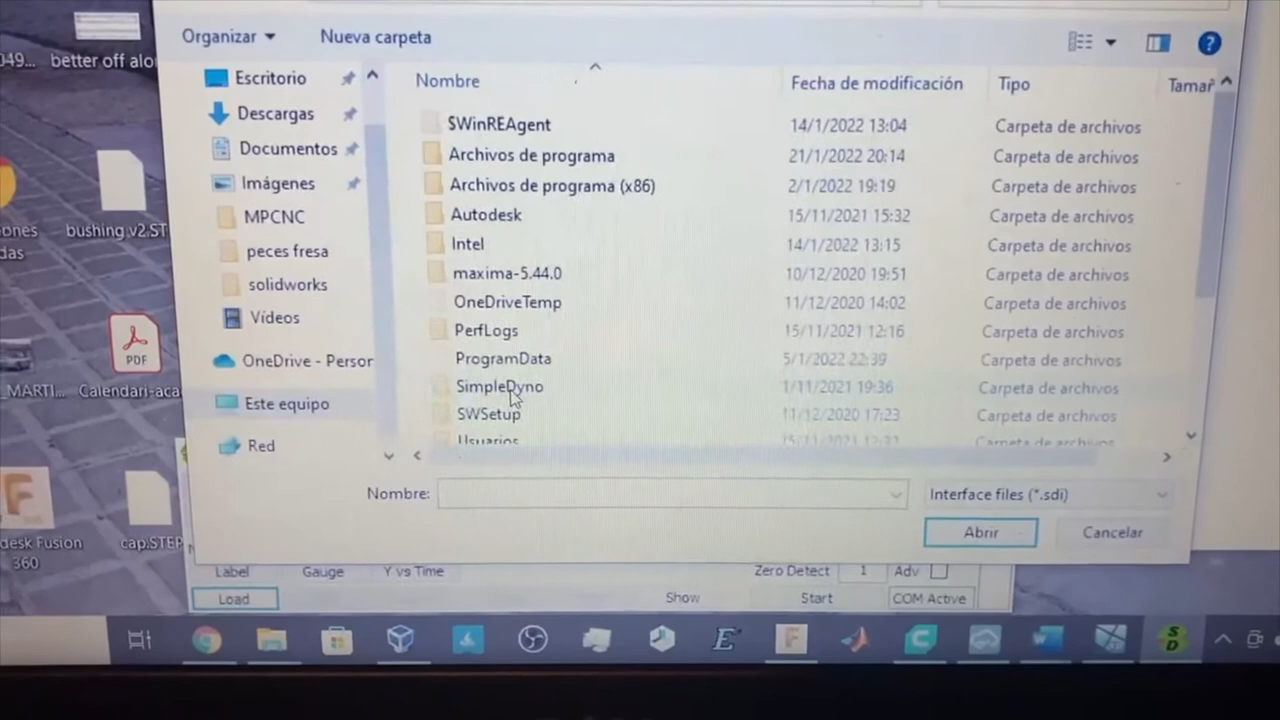 Organizar
Nueva carpeta
049...
better off alo
Escritorio
Nombre
Fecha de modificación
Tipo
Tamañ
Descargas
$WinREAgent
14/1/2022 13:04
Carpeta de archivos
Documentos
Archivos de programa
21/1/2022 20:14
Carpeta de archivos
Imágenes
Archivos de programa (x86)
2/1/2022 19:19
Carpeta de archivos
MPCNC
Autodesk
15/11/2021 15:32
Carpeta de archivos
ones
das
bushing v2.ST
peces fresa
Intel
14/1/2022 13:15
Carpeta de archivos
solidworks
maxima-5.44.0
10/12/2020 19:51
Carpeta de archivos
Vídeos
OneDriveTemp
11/12/2020 14:02
Carpeta de archivos
PerfLogs
15/11/2021 12:16
Carpeta de archivos
PDF
OneDrive - Person
ProgramData
5/1/2022 22:39
Carpeta de archivos
_MARTI...
Calendari-aca
SimpleDyno
1/11/2021 19:36
Carpeta de archivos
Este equipo
SWSetup
11/12/2020 17:23
Carpeta de archivos
Red
Usuarios
Carpeta de archivos
Nombre:
Interface files (*.sdi)
Abrir
Cancelar
desk Fusion
360
cap.STEP
Label
Gauge
Y vs Time
Zero Detect
1
Adv
Load
Show
Start
COM Active
S
D